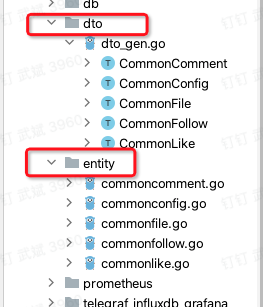 db
dto
dto_gen.go
CommonComment
CommonConfig
CommonFile
CommonFollow
CommonLike
entity
commoncomment.go
commonconfig.go
commonfile.go
commonfollow.go
commonlike.go
prometheus
telegraf_influxdb_grafana